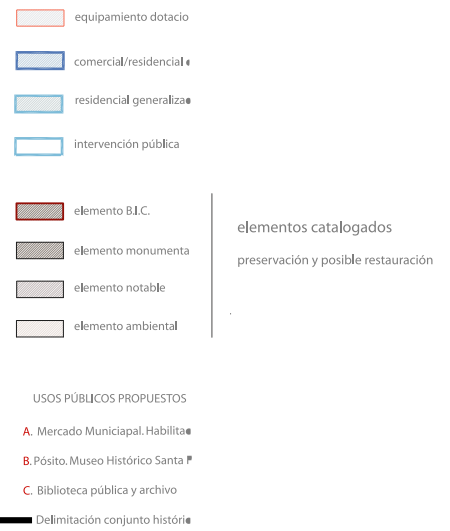 equipamiento dotacio
comercial/residencial
residencial generaliza
intervención pública
elemento B.I.C.
elemento monumenta
elemento notable
elemento ambiental
elementos catalogados
preservación y posible restauración
USOS PÚBLICOS PROPUESTOS
A. Mercado Municiapal. Habilita
B. Pósito. Museo Histórico Santa
C. Biblioteca pública y archivo
Delimitación conjunto históri